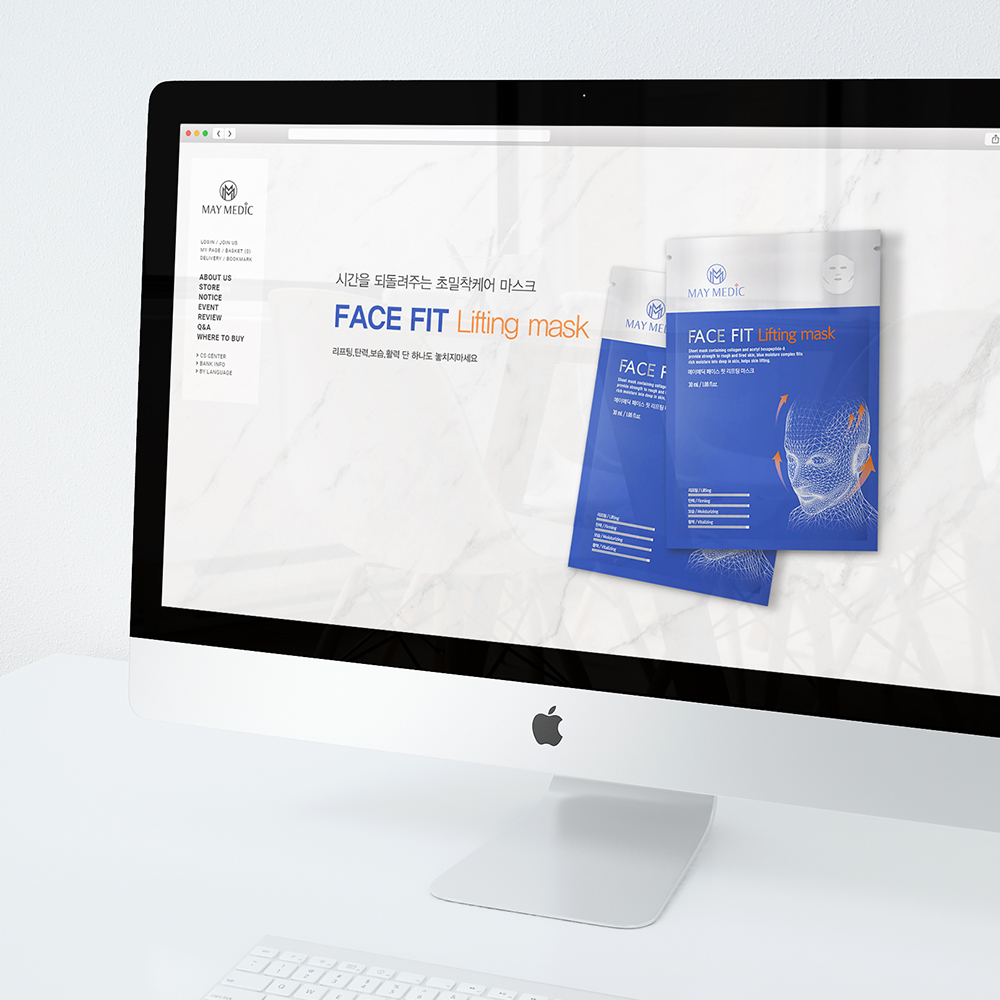 MAY MEDIC
LOGIN / JOIN US
MY PAGE / BASKET (0)
DELIVERY / BOOKMARK
ABOUT US
STORE
NOTICE
EVENT
REVIEW
Q&A
WHERE TO BUY
CS CENTER
BANK INFO
BY LANGUAGE
시간을 되돌려주는 초밀착케어 마스크
FACE FIT Lifting mask
리프팅,탄력,보습,활력 단 하나도 놓치지마세요
MAY MEDIC
FACE FIT Lifting mask
Sheet mask containing collagen and acetyl hexapeptide-8
provide strength to rough and tired skin, blue moisture complex fills
rich moisture into deep in skin, helps skin lifting.
메이메딕 페이스 핏 리프팅 마스크
30 ml / 1.06 fl.oz.
리프팅 / Lifting
탄력 / Firming
보습 / Moisturizing
활력 / Vitalizing
MAY MED
FACE F
Sheet mask containing collagen
provide strength to rough and
rich moisture into deep in skin,
메이메딕 페이스 핏 리프팅
30 ml / 1.06 fl.oz.
리프팅 / Lifting
탄력 / Firming
보습 / Moisturizing
활력 / Vitalizing